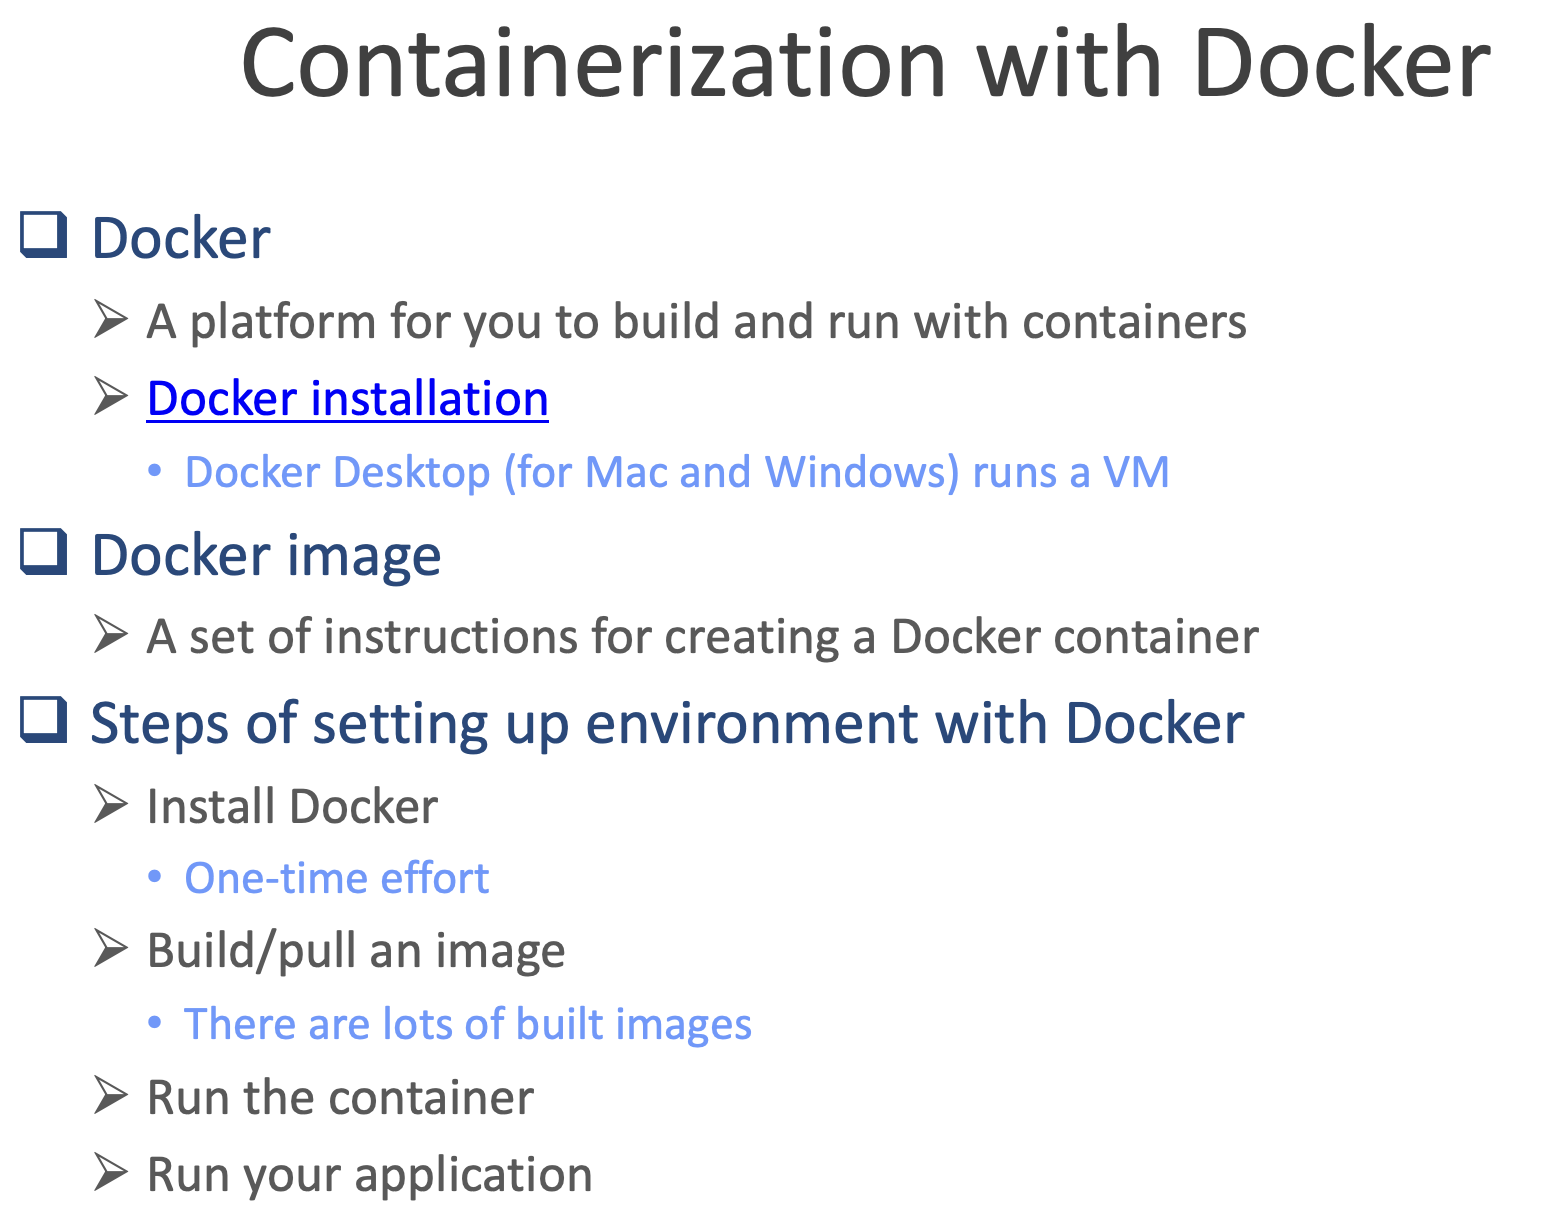 Containerization with Docker
Docker
A platform for you to build and run with containers
Docker installation
Docker Desktop (for Mac and Windows) runs a VM
Docker image
A set of instructions for creating a Docker container
Steps of setting up environment with Docker
Install Docker
One-time effort
Build/pull an image
There are lots of built images
Run the container
Run your application